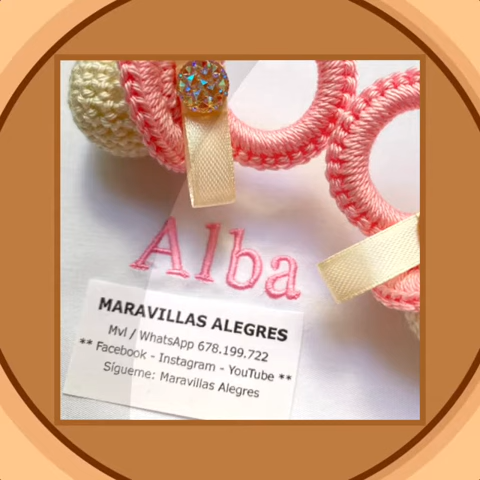 Alba
MARAVILLAS ALEGRES
Mvl / WhatsApp 678.199.722
** Facebook - Instagram - YouTube **
Sígueme: Maravillas Alegres